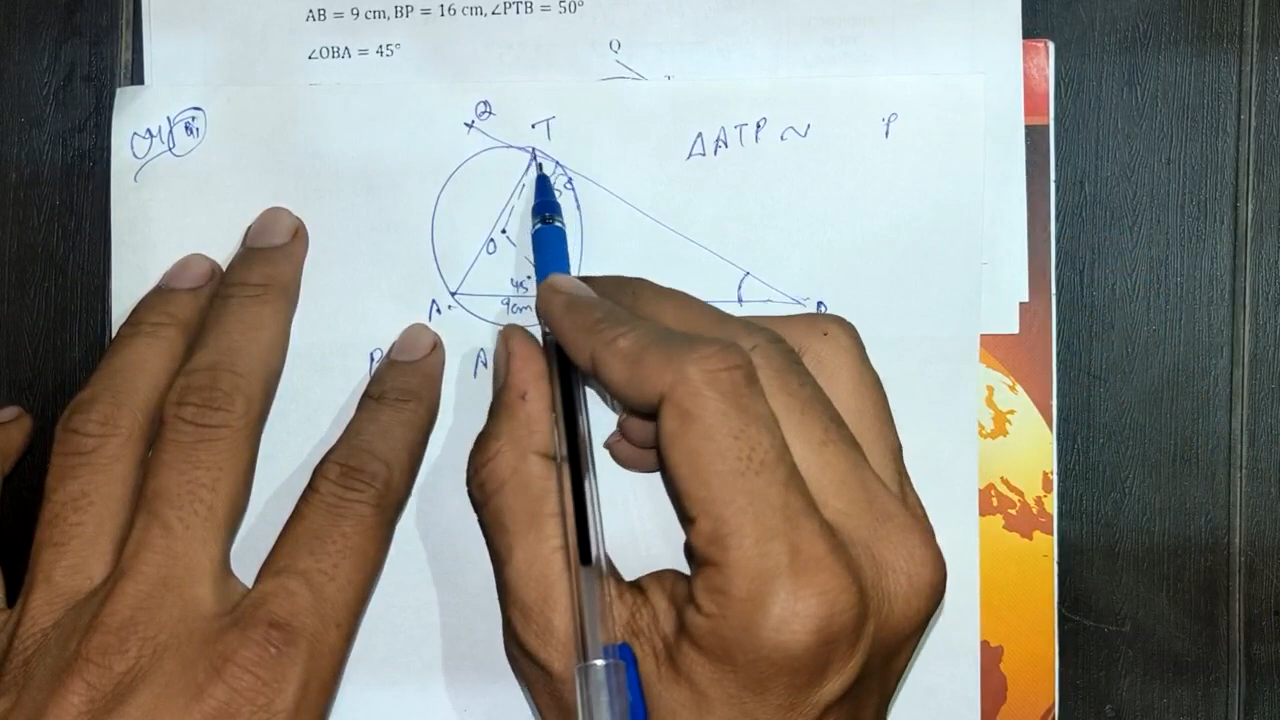 AB = 9 cm, BP = 16 cm, ∠PTB = 50°
∠OBA = 45°
Q
Q
T
ΔATP ~ P
O
45°
9cm
A
A